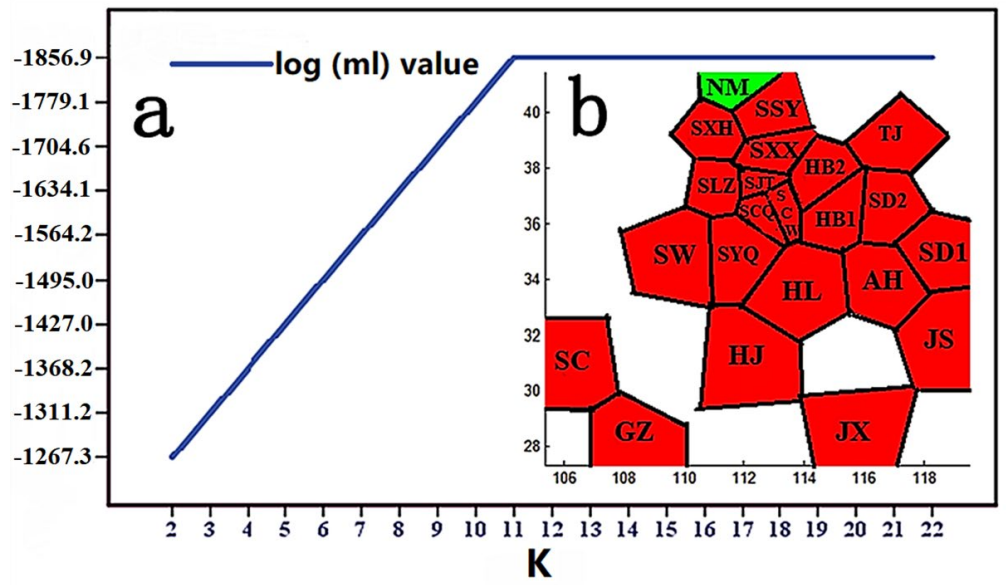 -1856.9
-1779.1
-1704.6
-1634.1
-1564.2
-1495.0
-1427.0
-1368.2
-1311.2
-1267.3
log (ml) value
a
b
40
38
36
34
32
30
28
NM
SSY
SXH
TJ
SXX
HB2
SLZ
SJT
S
SD2
SCQ
C
HB1
W
SW
SYQ
SD1
HL
AH
HJ
JS
SC
GZ
JX
106 108 110 112 114 116 118
2 3 4 5 6 7 8 9 10 11 12 13 14 15 16 17 18 19 20 21 22
K